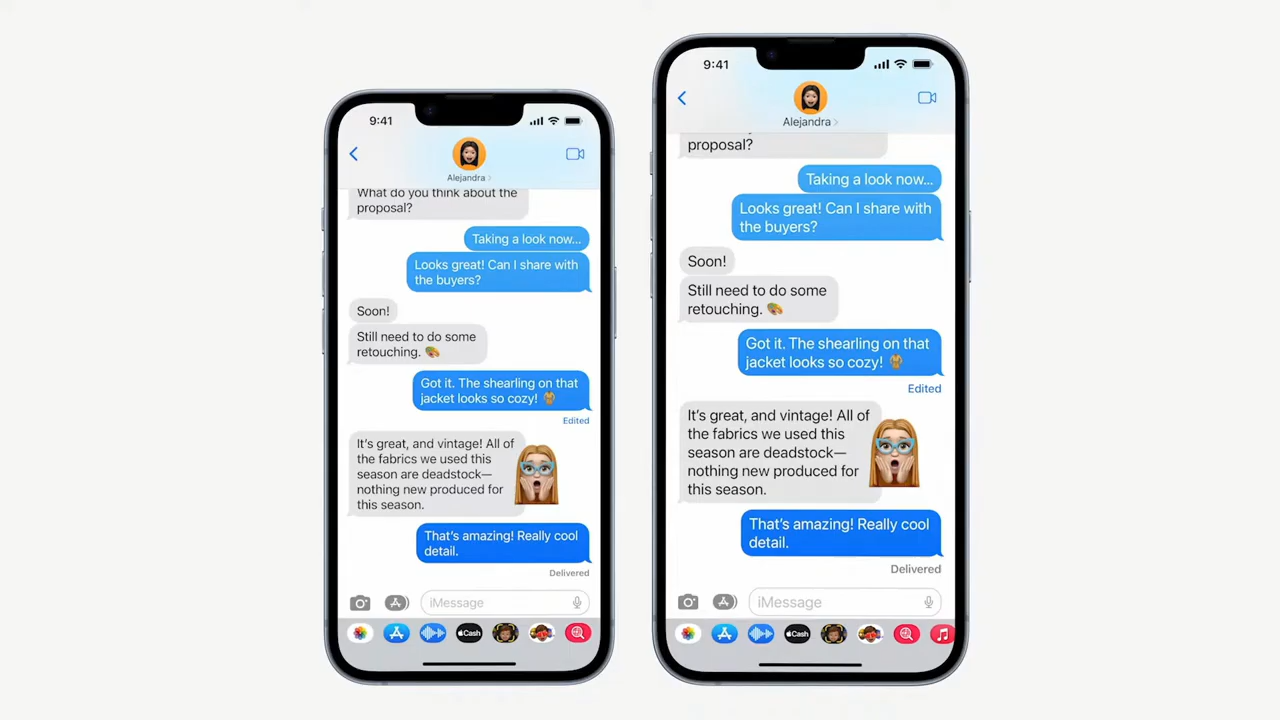 9:41
Alejandra
What do you think about the
proposal?
Taking a look now...
Looks great! Can I share with
the buyers?
Soon!
Still need to do some
retouching. 🎨
Got it. The shearling on that
jacket looks so cozy! 🧥
Edited
It's great, and vintage! All of
the fabrics we used this
season are deadstock—
nothing new produced for
this season.
That's amazing! Really cool
detail.
Delivered
iMessage
Cash
9:41
Alejandra
proposal?
Taking a look now...
Looks great! Can I share with
the buyers?
Soon!
Still need to do some
retouching. 🎨
Got it. The shearling on that
jacket looks so cozy! 🧥
Edited
It's great, and vintage! All of
the fabrics we used this
season are deadstock—
nothing new produced for
this season.
That's amazing! Really cool
detail.
Delivered
iMessage
Cash